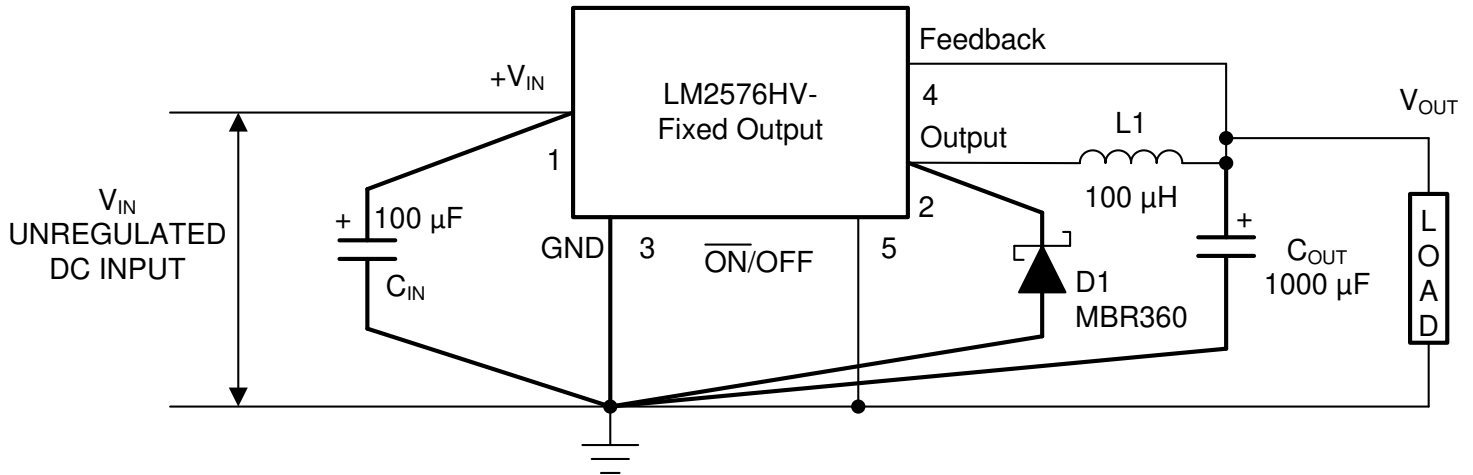 Feedback
+VIN
LM2576HV-
Fixed Output
4
VOUT
Output
L1
1
VIN
UNREGULATED
DC INPUT
+ 100 µF
CIN
GND
3
ON/OFF
5
2
100 µH
D1
MBR360
+
COUT
1000 µF
LOAD